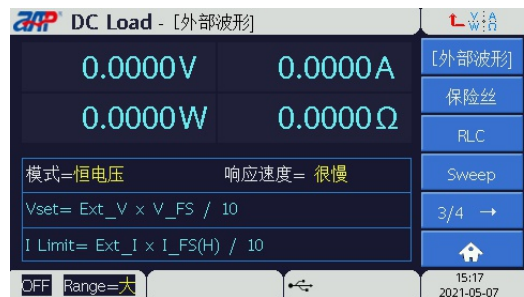 ZAP DC Load - [外部波形]
V A
W Ω
0.0000V 0.0000A
0.0000W 0.0000Ω
模式=恒电压 响应速度= 很慢
Vset= Ext_V × V_FS / 10
I Limit= Ext_I × I_FS(H) / 10
[外部波形]
保险丝
RLC
Sweep
3/4 →
OFF Range=大
15:17
2021-05-07